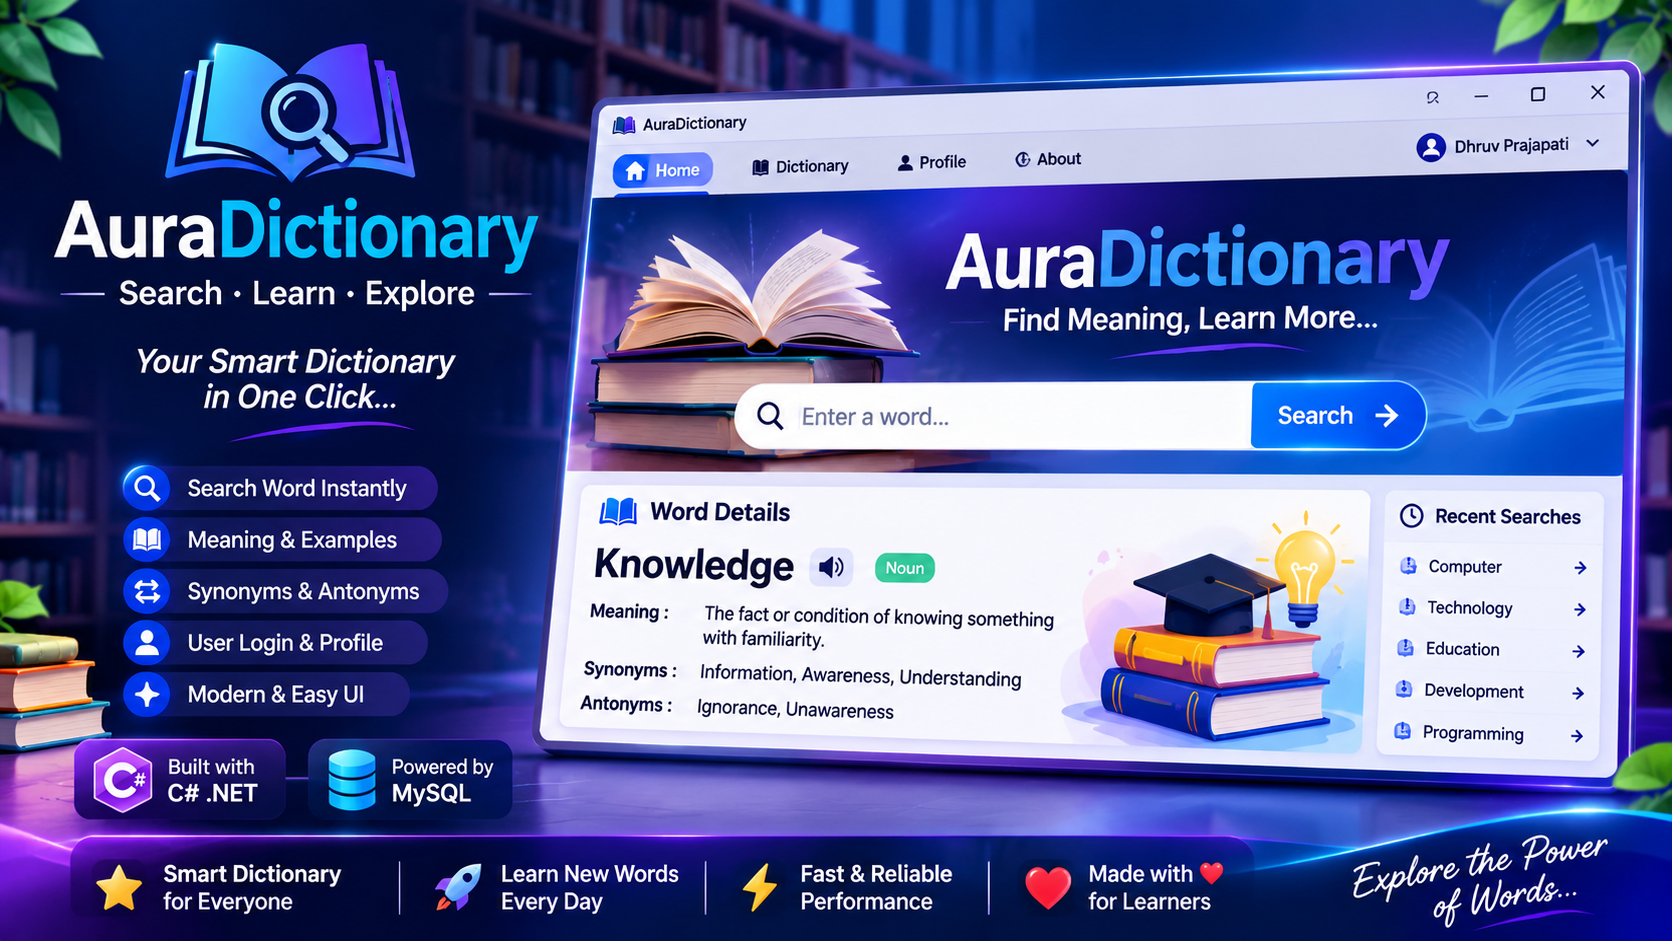 AuraDictionary
Search • Learn • Explore
Your Smart Dictionary
in One Click...
Search Word Instantly
Meaning & Examples
Synonyms & Antonyms
User Login & Profile
Modern & Easy UI
C#
Built with
C# .NET
Powered by
MySQL
AuraDictionary
Home
Dictionary
Profile
About
Dhruv Prajapati
AuraDictionary
Find Meaning, Learn More...
Enter a word...
Search
Word Details
Knowledge
Noun
Meaning :
The fact or condition of knowing something
with familiarity.
Synonyms :
Information, Awareness, Understanding
Antonyms :
Ignorance, Unawareness
Recent Searches
Computer
Technology
Education
Development
Programming
Smart Dictionary
for Everyone
Learn New Words
Every Day
Fast & Reliable
Performance
Made with ❤️
for Learners
Explore the Power
of Words...